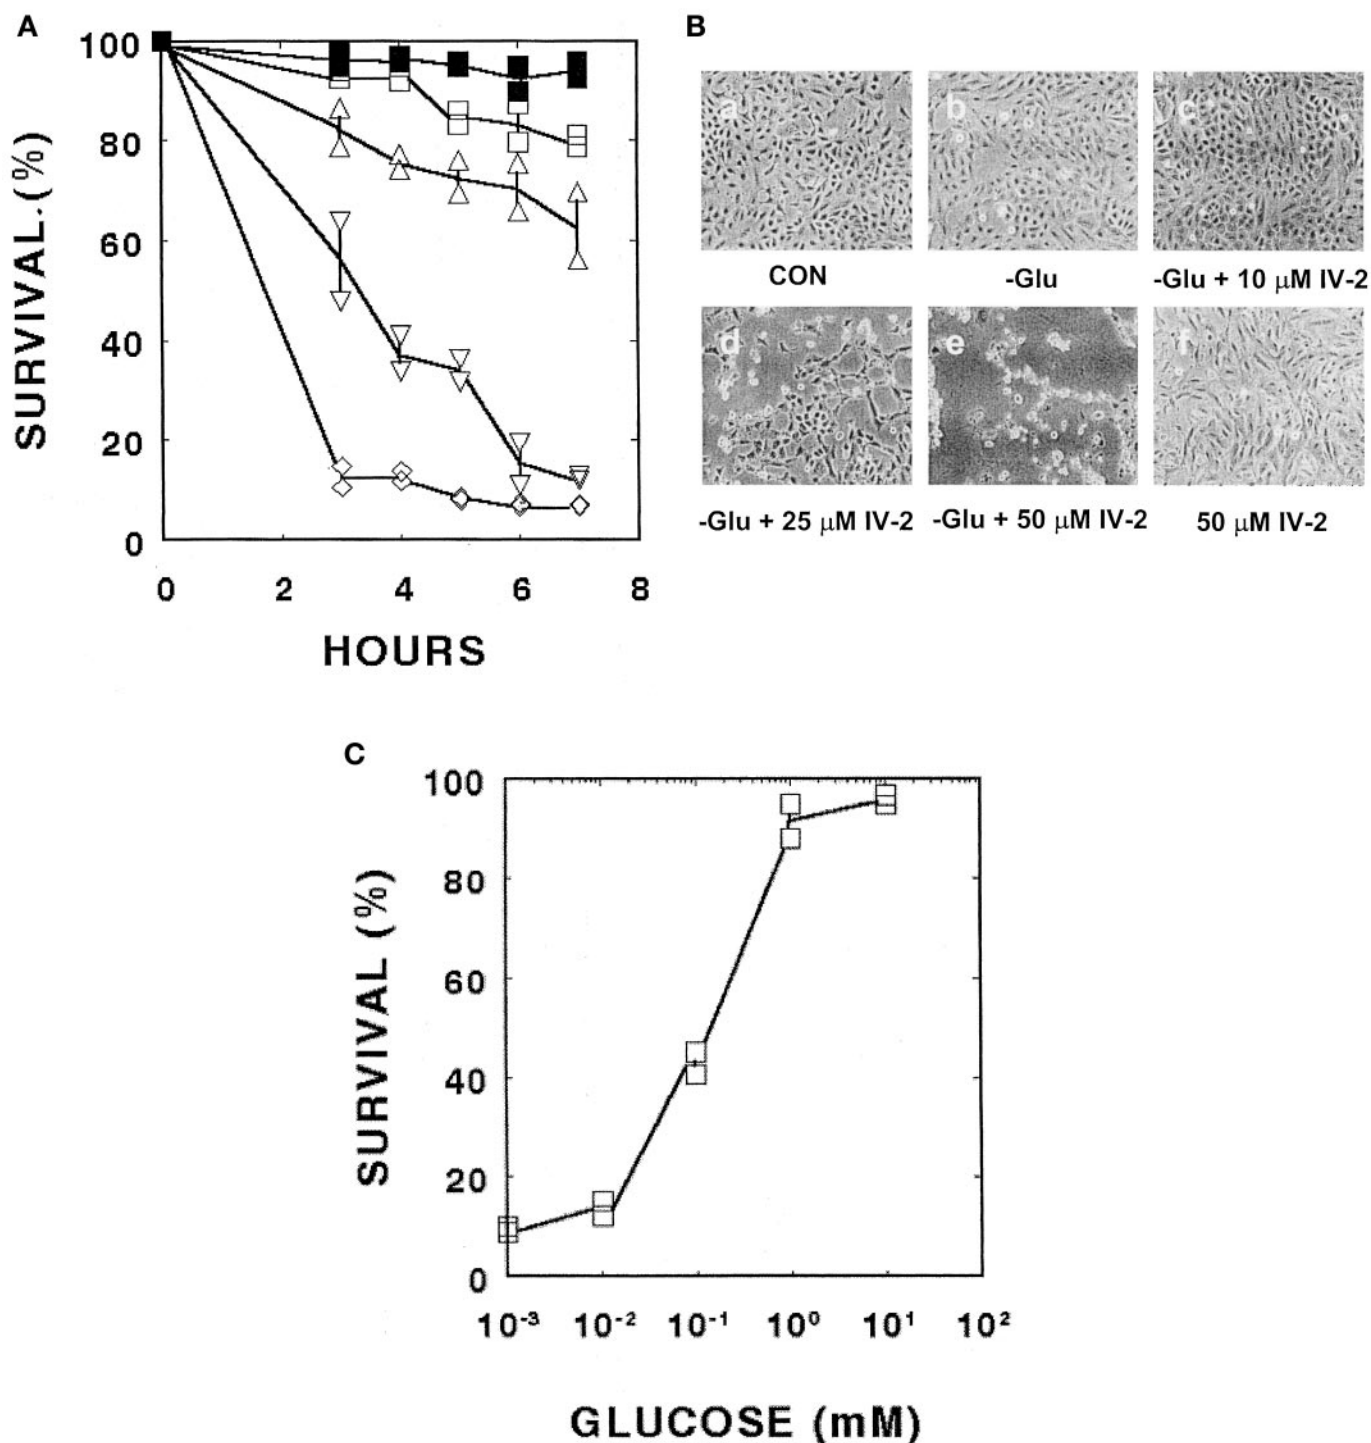 A
SURVIVAL.(%)
100
80
60
40
20
0
0 2 4 6 8
HOURS
B
a b c
CON -Glu -Glu + 10 μM IV-2
d e f
-Glu + 25 μM IV-2 -Glu + 50 μM IV-2 50 μM IV-2
C
SURVIVAL (%)
100
80
60
40
20
0
10⁻³ 10⁻² 10⁻¹ 10⁰ 10¹ 10²
GLUCOSE (mM)